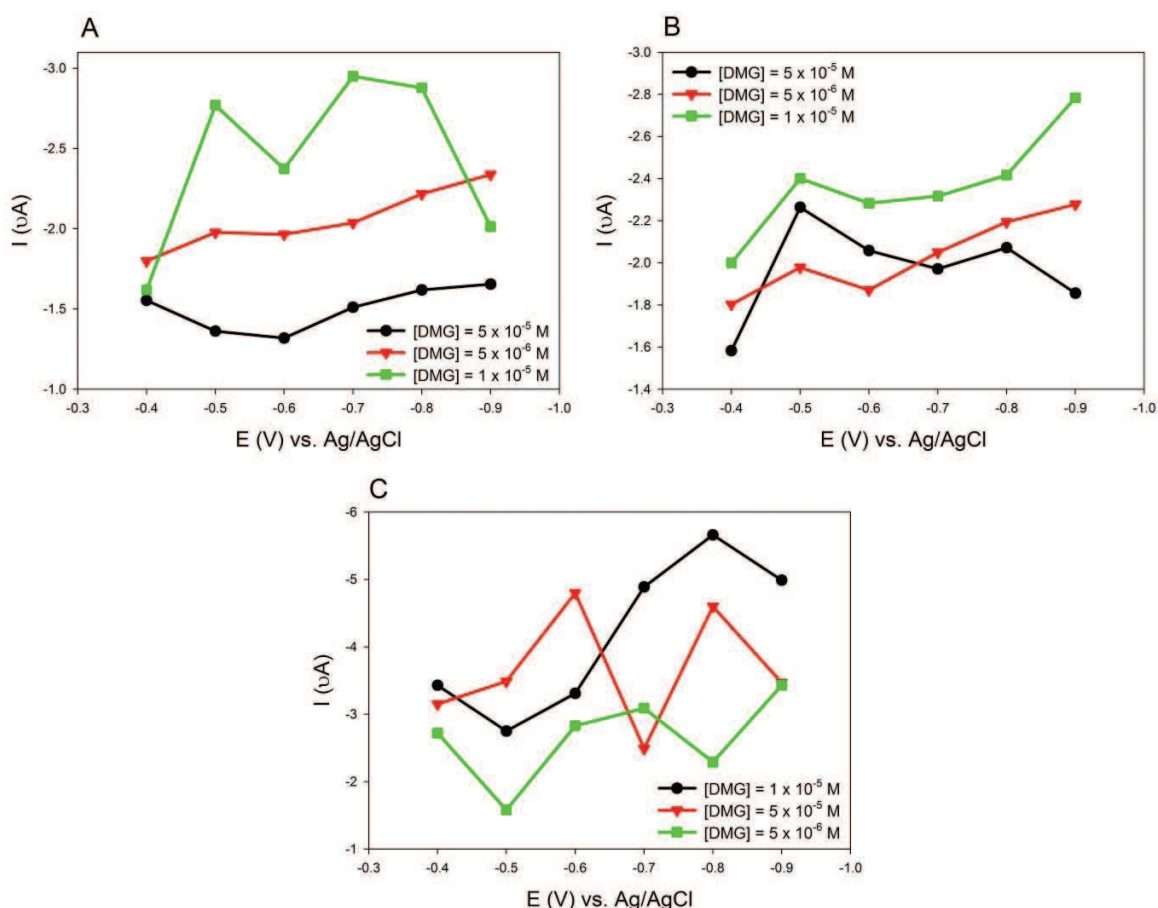 A
-3.0
-2.5
-2.0
-1.5
-1.0
I (υA)
[DMG] = 5 x 10⁻⁵ M
[DMG] = 5 x 10⁻⁶ M
[DMG] = 1 x 10⁻⁵ M
-0.3 -0.4 -0.5 -0.6 -0.7 -0.8 -0.9 -1.0
E (V) vs. Ag/AgCl
B
-3.0
-2.8
-2.6
-2.4
-2.2
-2.0
-1.8
-1.6
-1.4
I (υA)
[DMG] = 5 x 10⁻⁵ M
[DMG] = 5 x 10⁻⁶ M
[DMG] = 1 x 10⁻⁵ M
-0.3 -0.4 -0.5 -0.6 -0.7 -0.8 -0.9 -1.0
E (V) vs. Ag/AgCl
C
-6
-5
-4
-3
-2
-1
I (υA)
[DMG] = 1 x 10⁻⁵ M
[DMG] = 5 x 10⁻⁵ M
[DMG] = 5 x 10⁻⁶ M
-0.3 -0.4 -0.5 -0.6 -0.7 -0.8 -0.9 -1.0
E (V) vs. Ag/AgCl